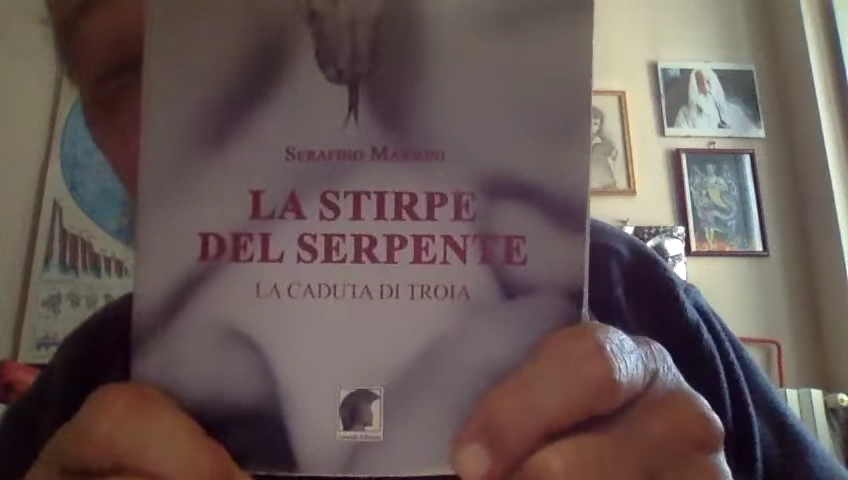 SERAFINO
LA STIRPE
DEL SERPENTE
LA CADUTA DI TROIA